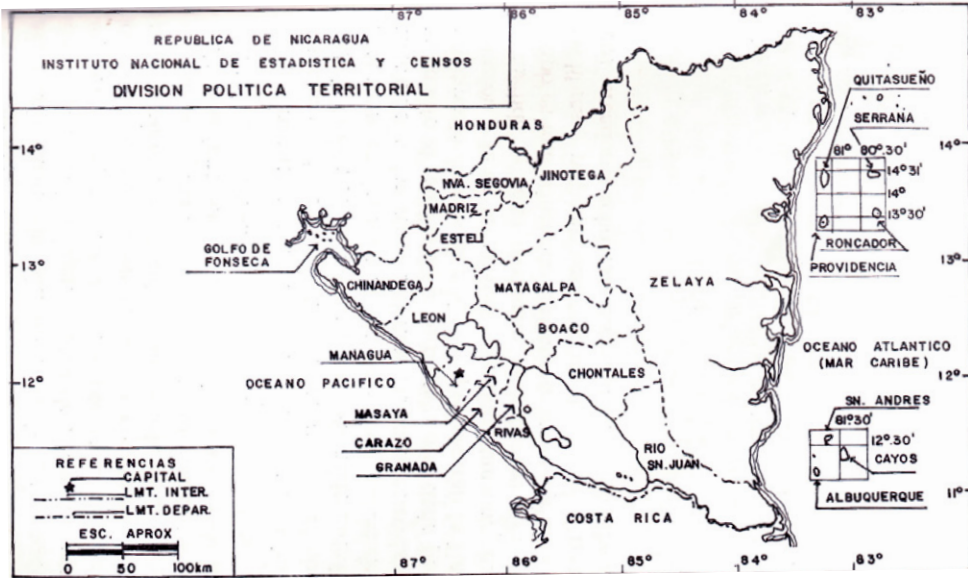 REPUBLICA DE NICARAGUA
INSTITUTO NACIONAL DE ESTADISTICA Y CENSOS
DIVISION POLITICA TERRITORIAL
87° 86° 85° 84° 83°
QUITASUEÑO
SERRANA
81° 80°.30'
14° 31'
14°
13° 30'
RONCADOR
PROVIDENCIA
14° 14°
HONDURAS
NVA. SEGOVIA
JINOTEGA
MADRIZ
ESTELI
GOLFO DE
FONSECA
13° 13°
CHINANDEGA
MATAGALPA
ZELAYA
LEON
BOACO
MANAGUA
OCEANO ATLANTICO
(MAR CARIBE)
CHONTALES
12° 12°
OCEANO PACIFICO
MASAYA
SN. ANDRES
81°30'
12°.30'
CARAZO
RIVAS
RIO
SN. JUAN
CAYOS
GRANADA
ALBUQUERQUE
11°
COSTA RICA
REFERENCIAS
CAPITAL
LMT. INTER.
LMT. DEPAR.
ESC. APROX
0 50 100km
87° 86° 85° 84° 83°